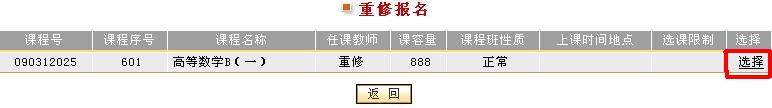 重修报名
课程号 课程序号 课程名称 任课教师 课容量 课程班性质 上课时间地点 选课限制 选择
090312025 601 高等数学B（一） 重修 888 正常 选择
返 回